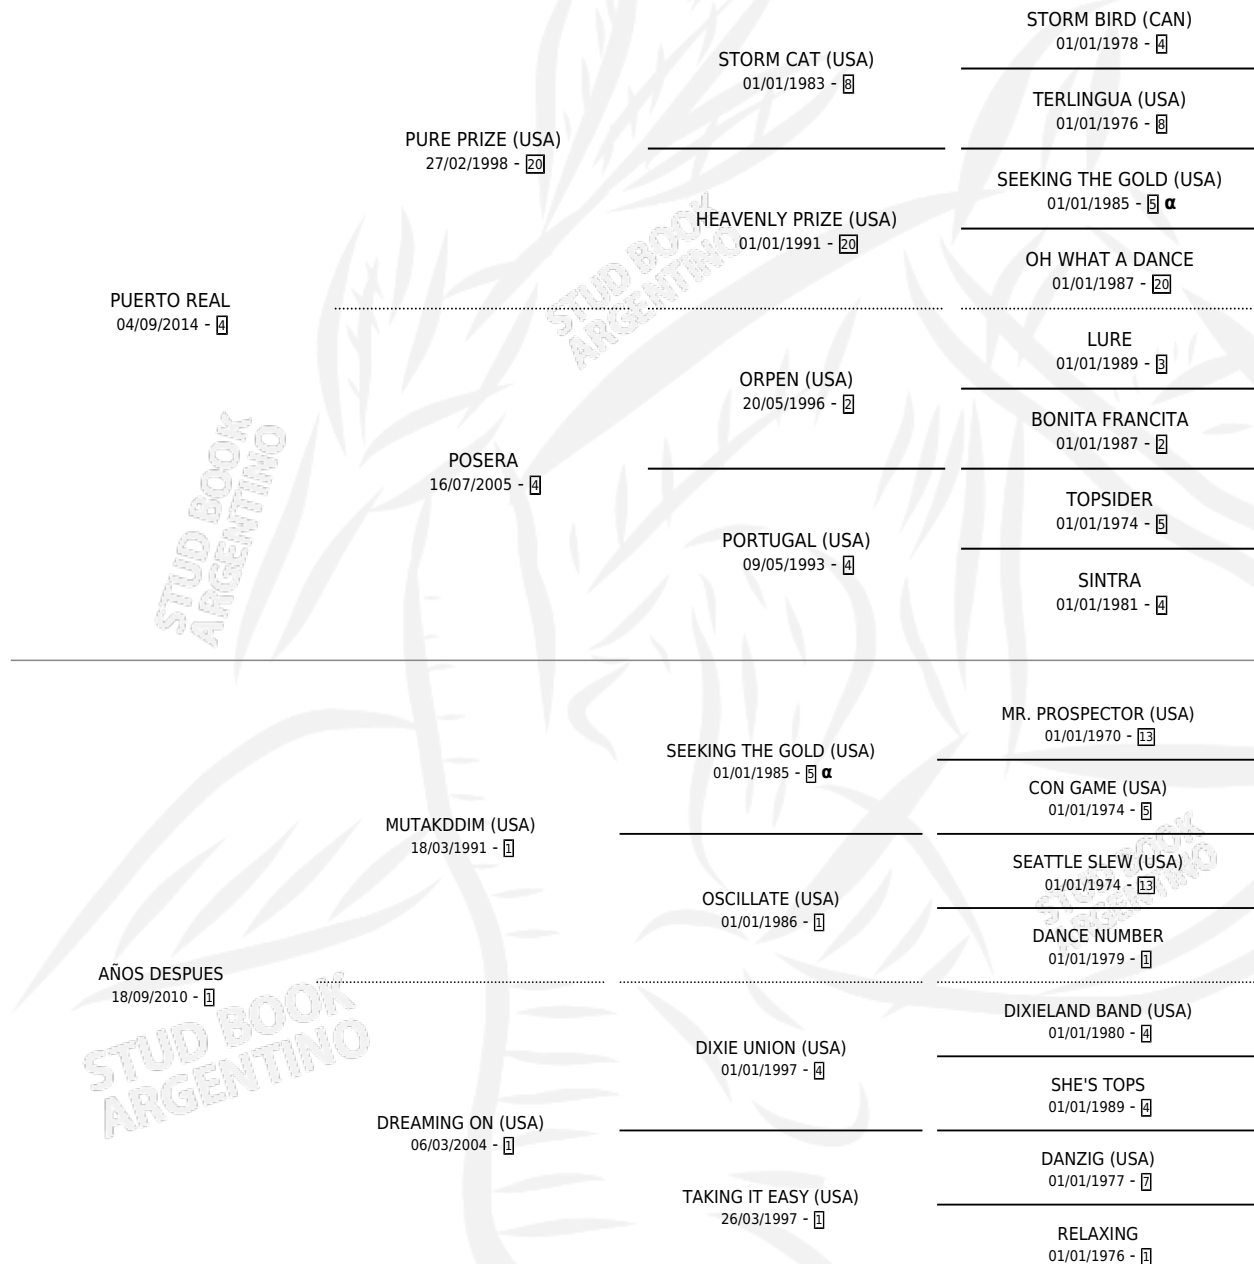 STORM BIRD (CAN)
01/01/1978 - 4
STORM CAT (USA)
01/01/1983 - 8
TERLINGUA (USA)
01/01/1976 - 8
PURE PRIZE (USA)
27/02/1998 - 20
SEEKING THE GOLD (USA)
01/01/1985 - 5 α
HEAVENLY PRIZE (USA)
01/01/1991 - 20
OH WHAT A DANCE
01/01/1987 - 20
PUERTO REAL
04/09/2014 - 4
LURE
01/01/1989 - 3
ORPEN (USA)
20/05/1996 - 2
BONITA FRANCITA
01/01/1987 - 2
POSERA
16/07/2005 - 4
TOPSIDER
01/01/1974 - 5
PORTUGAL (USA)
09/05/1993 - 4
SINTRA
01/01/1981 - 4
MR. PROSPECTOR (USA)
01/01/1970 - 13
SEEKING THE GOLD (USA)
01/01/1985 - 5 α
CON GAME (USA)
01/01/1974 - 5
MUTAKDDIM (USA)
18/03/1991 - 1
SEATTLE SLEW (USA)
01/01/1974 - 13
OSCILLATE (USA)
01/01/1986 - 1
DANCE NUMBER
01/01/1979 - 1
AÑOS DESPUES
18/09/2010 - 1
DIXIELAND BAND (USA)
01/01/1980 - 4
DIXIE UNION (USA)
01/01/1997 - 4
SHE'S TOPS
01/01/1989 - 4
DREAMING ON (USA)
06/03/2004 - 1
DANZIG (USA)
01/01/1977 - 7
TAKING IT EASY (USA)
26/03/1997 - 1
RELAXING
01/01/1976 - 1
STUD BOOK
ARGENTINO
STUD BOOK
ARGENTINO
STUD BOOK
ARGENTINO
STUD BOOK
ARGENTINO